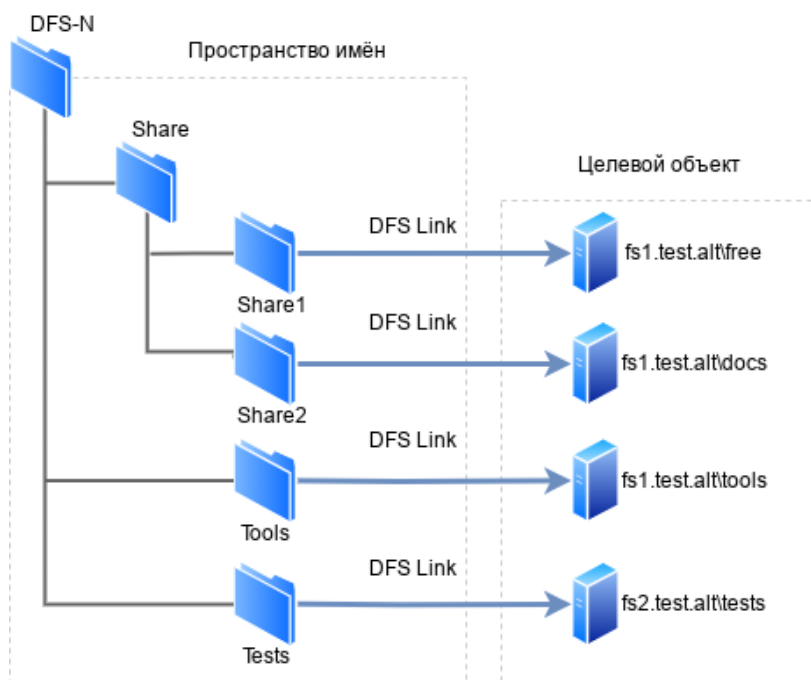 DFS-N
Пространство имён
Share
Целевой объект
DFS Link
fs1.test.alt\free
Share1
DFS Link
fs1.test.alt\docs
Share2
DFS Link
fs1.test.alt\tools
Tools
DFS Link
fs2.test.alt\tests
Tests